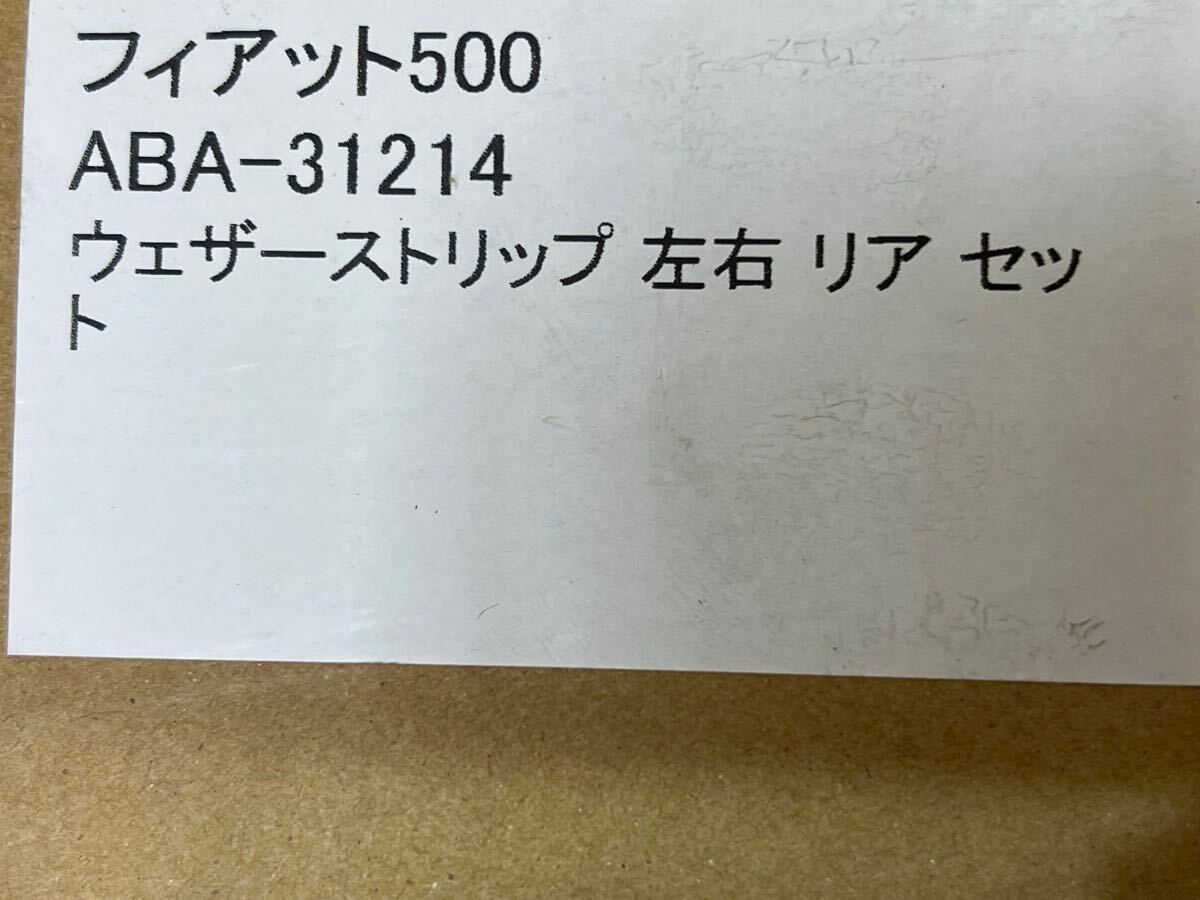 フィアット500
ABA-31214
ウェザーストリップ 左右 リア セッ
ト